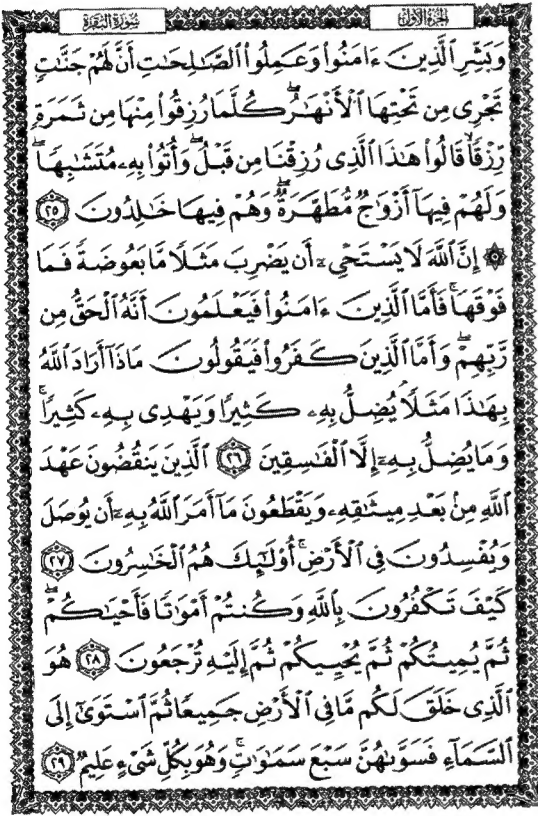 الجزء الأول
سورة البقرة
وَبَشِّرِ ٱلَّذِينَ ءَامَنُوا۟ وَعَمِلُوا۟ ٱلصَّٰلِحَٰتِ أَنَّ لَهُمْ جَنَّٰتٍ
تَجْرِى مِن تَحْتِهَا ٱلْأَنْهَٰرُ ۖ كُلَّمَا رُزِقُوا۟ مِنْهَا مِن ثَمَرَةٍ
رِّزْقًا ۙ قَالُوا۟ هَٰذَا ٱلَّذِى رُزِقْنَا مِن قَبْلُ ۖ وَأُتُوا۟ بِهِۦ مُتَشَٰبِهًا ۖ
وَلَهُمْ فِيهَآ أَزْوَٰجٌ مُّطَهَّرَةٌ ۖ وَهُمْ فِيهَا خَٰلِدُونَ ٢٥
۞ إِنَّ ٱللَّهَ لَا يَسْتَحْىِۦٓ أَن يَضْرِبَ مَثَلًا مَّا بَعُوضَةً فَمَا
فَوْقَهَا ۚ فَأَمَّا ٱلَّذِينَ ءَامَنُوا۟ فَيَعْلَمُونَ أَنَّهُ ٱلْحَقُّ مِن
رَّبِّهِمْ ۖ وَأَمَّا ٱلَّذِينَ كَفَرُوا۟ فَيَقُولُونَ مَاذَآ أَرَادَ ٱللَّهُ
بِهَٰذَا مَثَلًا ۘ يُضِلُّ بِهِۦ كَثِيرًا وَيَهْدِى بِهِۦ كَثِيرًا ۚ
وَمَا يُضِلُّ بِهِۦٓ إِلَّا ٱلْفَٰسِقِينَ ٢٦ ٱلَّذِينَ يَنقُضُونَ عَهْدَ
ٱللَّهِ مِنۢ بَعْدِ مِيثَٰقِهِۦ وَيَقْطَعُونَ مَآ أَمَرَ ٱللَّهُ بِهِۦٓ أَن يُوصَلَ
وَيُفْسِدُونَ فِى ٱلْأَرْضِ ۚ أُو۟لَٰٓئِكَ هُمُ ٱلْخَٰسِرُونَ ٢٧
كَيْفَ تَكْفُرُونَ بِٱللَّهِ وَكُنتُمْ أَمْوَٰتًا فَأَحْيَٰكُمْ ۖ
ثُمَّ يُمِيتُكُمْ ثُمَّ يُحْيِيكُمْ ثُمَّ إِلَيْهِ تُرْجَعُونَ ٢٨ هُوَ
ٱلَّذِى خَلَقَ لَكُم مَّا فِى ٱلْأَرْضِ جَمِيعًا ثُمَّ ٱسْتَوَىٰٓ إِلَى
ٱلسَّمَآءِ فَسَوَّىٰهُنَّ سَبْعَ سَمَٰوَٰتٍ ۚ وَهُوَ بِكُلِّ شَىْءٍ عَلِيمٌ ٢٩